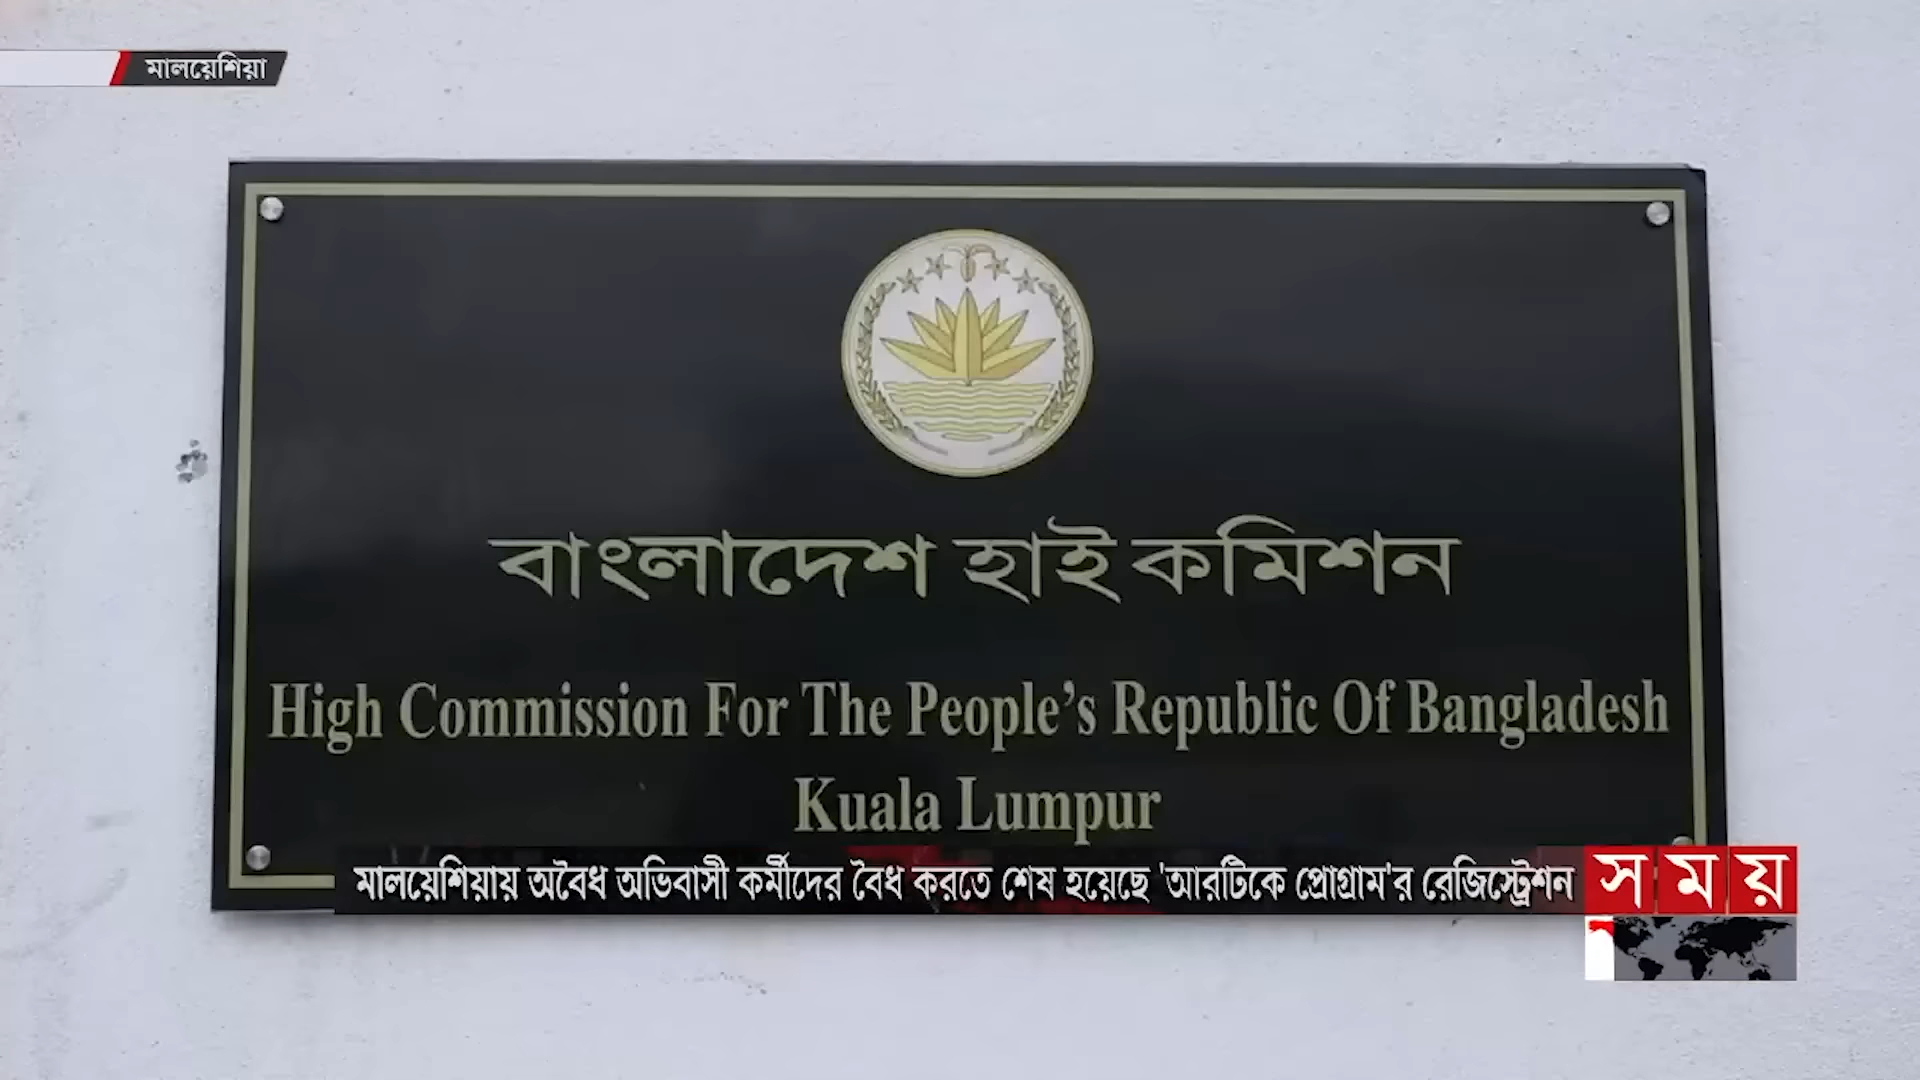 মালয়েশিয়া
বাংলাদেশ হাই কমিশন
High Commission For The People's Republic Of Bangladesh
Kuala Lumpur
মালয়েশিয়ায় অবৈধ অভিবাসী কর্মীদের বৈধ করতে শেষ হয়েছে 'আরটিকে প্রোগ্রাম'র রেজিস্ট্রেশন
সময়